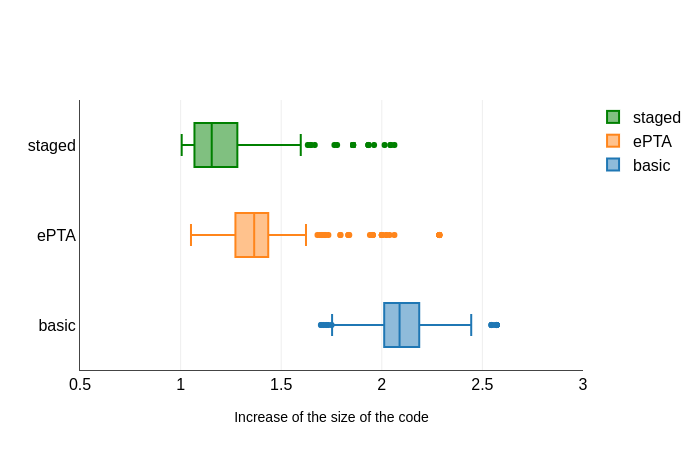 staged
ePTA
basic
staged
ePTA
basic
0.5 1 1.5 2 2.5 3
Increase of the size of the code